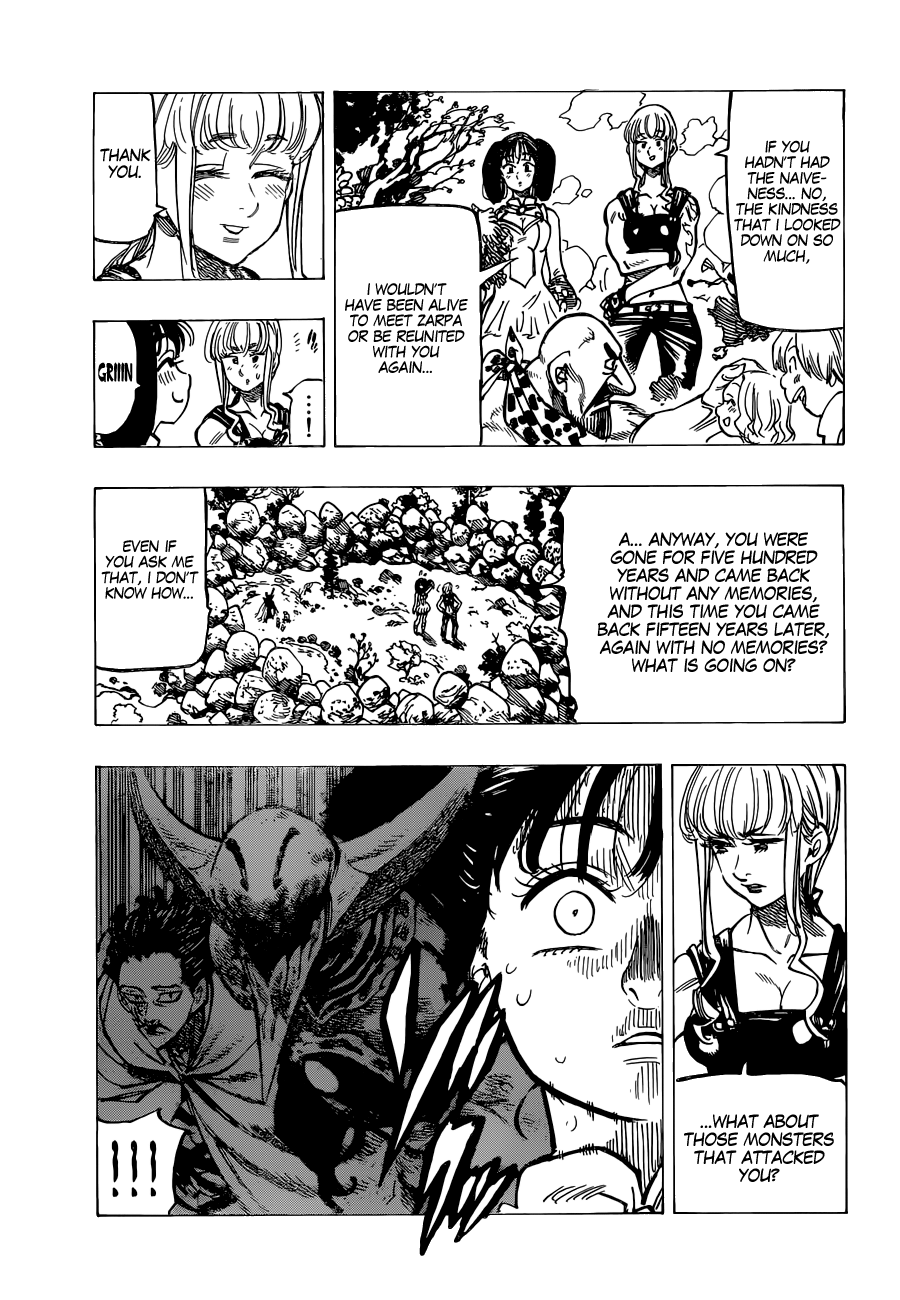 IF YOU
HADN'T HAD
THE NAIVE-
NESS... NO,
THE KINDNESS
THAT I LOOKED
DOWN ON SO
MUCH,
I WOULDN'T
HAVE BEEN ALIVE
TO MEET ZARPA
OR BE REUNITED
WITH YOU
AGAIN...
THANK
YOU.
...!
GRIIIN
A... ANYWAY, YOU WERE
GONE FOR FIVE HUNDRED
YEARS AND CAME BACK
WITHOUT ANY MEMORIES,
AND THIS TIME YOU CAME
BACK FIFTEEN YEARS LATER,
AGAIN WITH NO MEMORIES?
WHAT IS GOING ON?
EVEN IF
YOU ASK ME
THAT, I DON'T
KNOW HOW...
...WHAT ABOUT
THOSE MONSTERS
THAT ATTACKED
YOU?
!!!